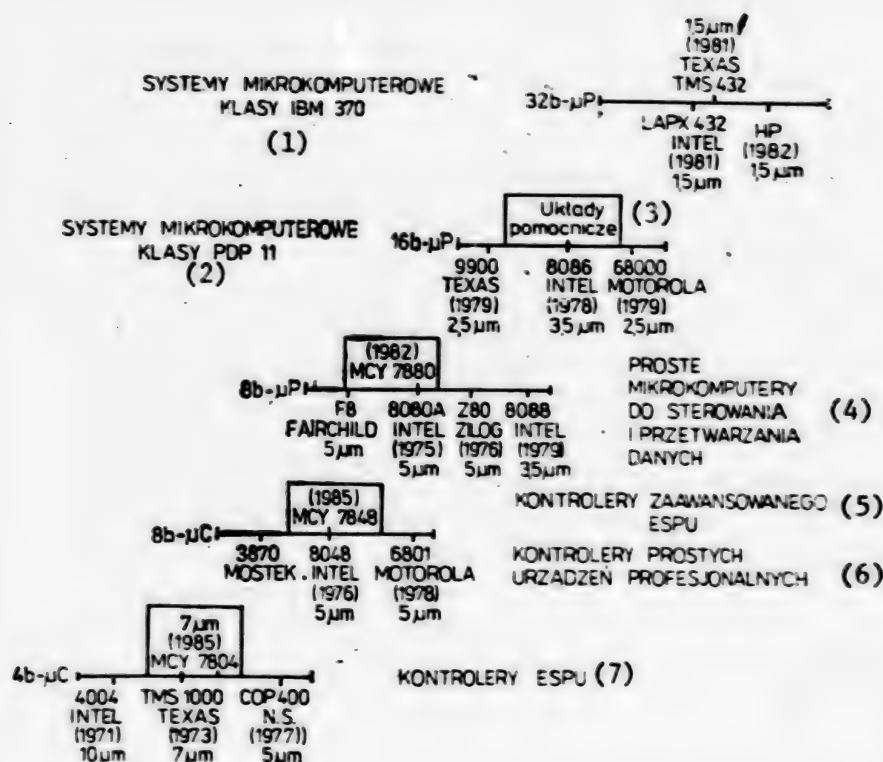 1,5µm
(1981)
TEXAS
TMS 432
SYSTEMY MIKROKOMPUTEROWE
KLASY IBM 370
(1)
32b-µP
LAPX 432
INTEL
(1981)
1,5µm
HP
(1982)
1,5µm
Układy
pomocnicze
(3)
SYSTEMY MIKROKOMPUTEROWE
KLASY PDP 11
(2)
16b-µP
9900
TEXAS
(1979)
2,5µm
8086
INTEL
(1978)
3,5µm
68000
MOTOROLA
(1979)
2,5µm
(1982)
MCY 7880
8b-µP
F8
FAIRCHILD
5µm
8080A
INTEL
(1975)
5µm
Z80
ZILOG
(1976)
5µm
8088
INTEL
(1979)
3,5µm
PROSTE
MIKROKOMPUTERY
DO STEROWANIA
I PRZETWARZANIA
DANYCH
(4)
(1985)
MCY 7848
8b-µC
3870
MOSTEK
8048
INTEL
(1976)
5µm
6801
MOTOROLA
(1978)
5µm
KONTROLERY ZAAWANSOWANEGO
ESPU
(5)
KONTROLERY PROSTYCH
URZADZEŃ PROFESJONALNYCH
(6)
7µm
(1985)
MCY 7804
4b-µC
4004
INTEL
(1971)
10µm
TMS 1000
TEXAS
(1973)
7µm
COP400
N.S.
(1977))
5µm
KONTROLERY ESPU (7)